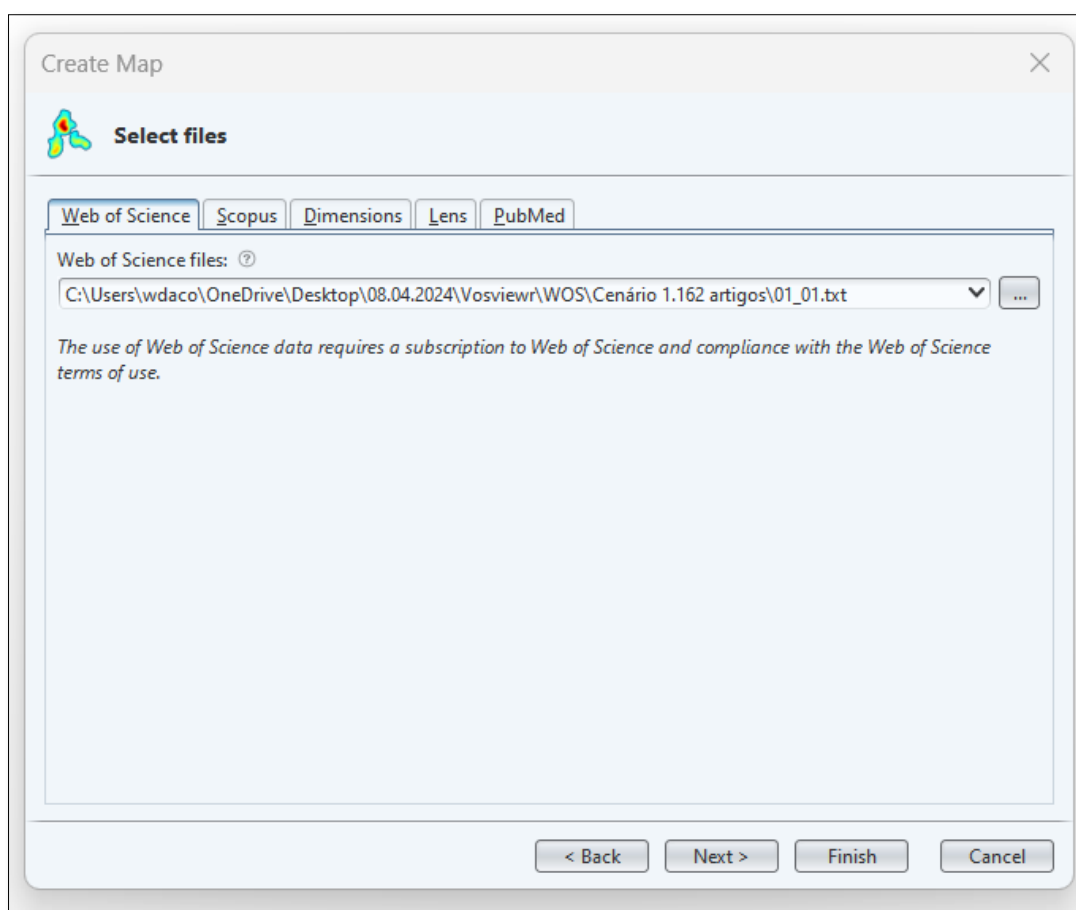 Create Map
Select files
Web of Science Scopus Dimensions Lens PubMed
Web of Science files: ?
C:\Users\wdaco\OneDrive\Desktop\08.04.2024\Vosviewr\WOS\Cenário 1.162 artigos\01_01.txt ...
The use of Web of Science data requires a subscription to Web of Science and compliance with the Web of Science
terms of use.
< Back Next > Finish Cancel